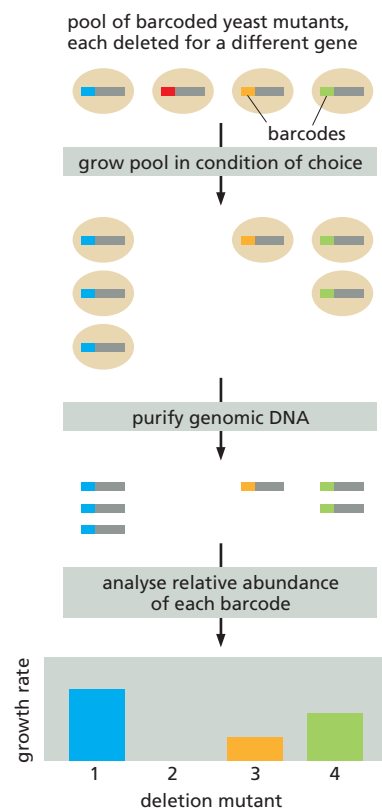 pool of barcoded yeast mutants,
each deleted for a different gene
barcodes
grow pool in condition of choice
purify genomic DNA
analyse relative abundance
of each barcode
growth rate
1 2 3 4
deletion mutant